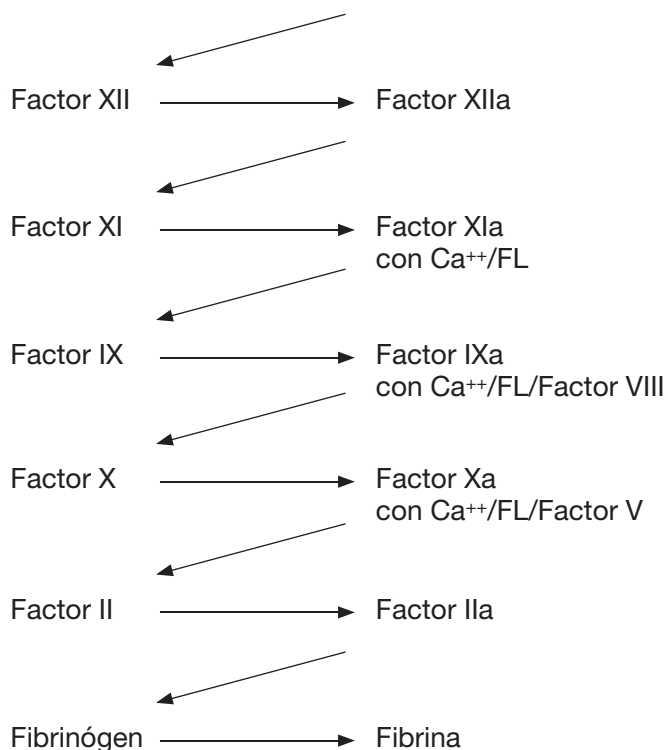 Factor XII Factor XIIa
Factor XI Factor XIa
con Ca⁺⁺/FL
Factor IX Factor IXa
con Ca⁺⁺/FL/Factor VIII
Factor X Factor Xa
con Ca⁺⁺/FL/Factor V
Factor II Factor IIa
Fibrinógen Fibrina